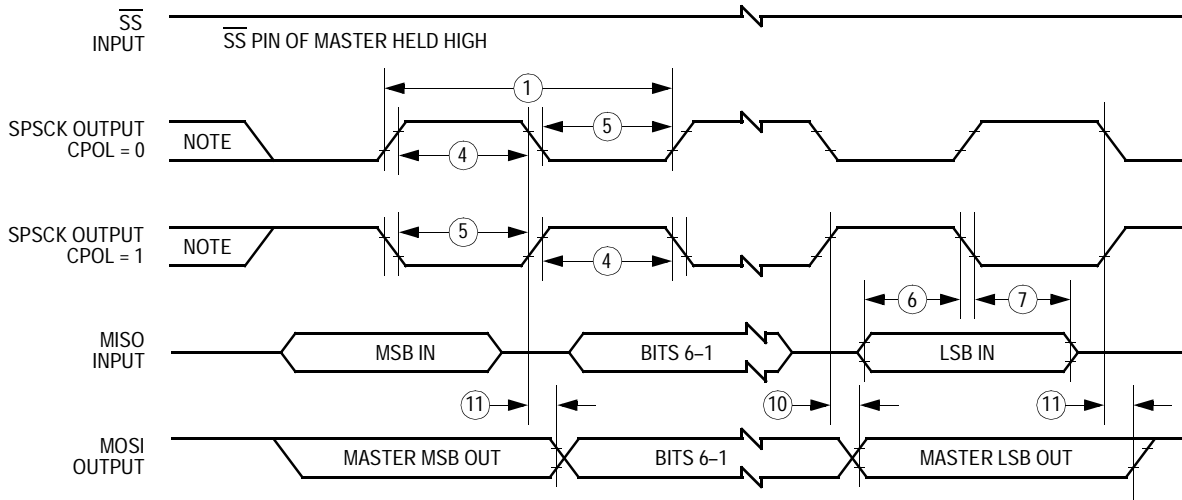 SS
INPUT
SS PIN OF MASTER HELD HIGH
1
SPSCK OUTPUT
CPOL = 0
NOTE
5
4
SPSCK OUTPUT
CPOL = 1
NOTE
5
4
6
7
MISO
INPUT
MSB IN
BITS 6–1
LSB IN
11
10
11
MOSI
OUTPUT
MASTER MSB OUT
BITS 6–1
MASTER LSB OUT